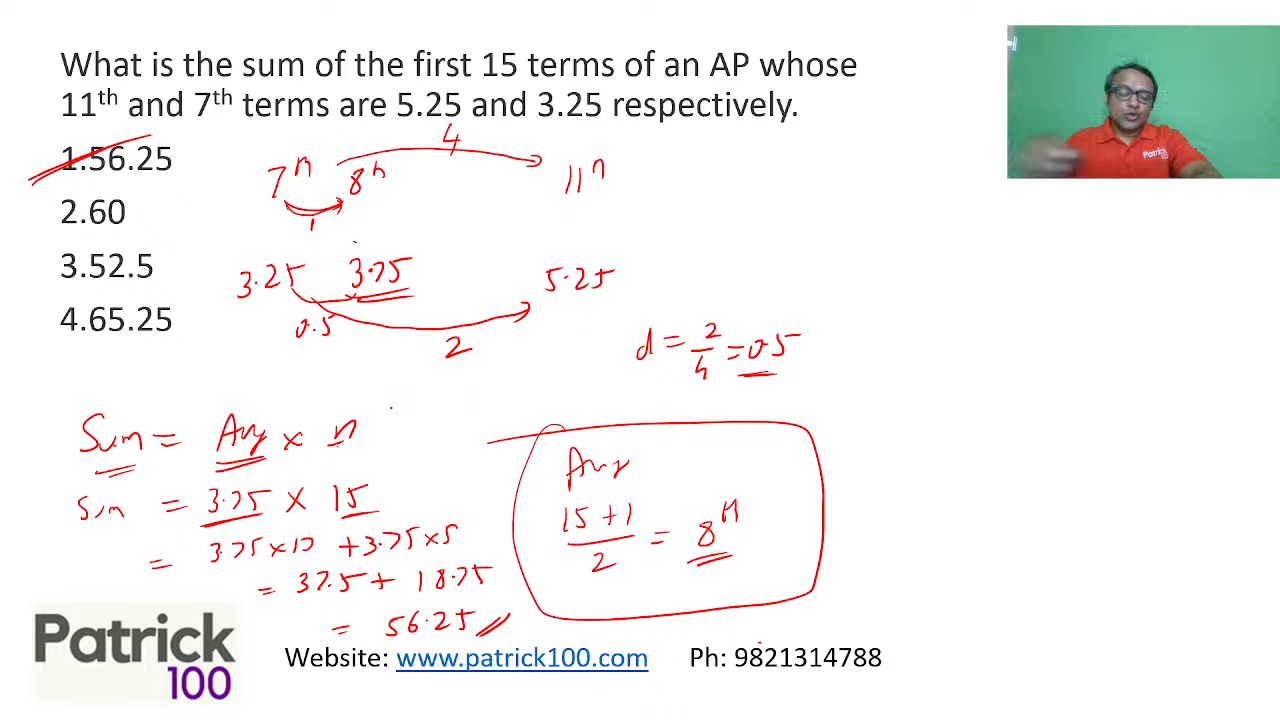 What is the sum of the first 15 terms of an AP whose
11th and 7th terms are 5.25 and 3.25 respectively.
1.56.25
2.60
3.52.5
4.65.25
4
7th 8th 11th
1
3.25 3.75 5.25
0.5
2
d = 2/4 = 0.5
Sum = Avg × n
Sum = 3.75 × 15
= 3.75×10 + 3.75×5
= 37.5 + 18.75
= 56.25
Avg
15+1/2 = 8th
Patrick
100
Website: www.patrick100.com Ph: 9821314788
Patrick